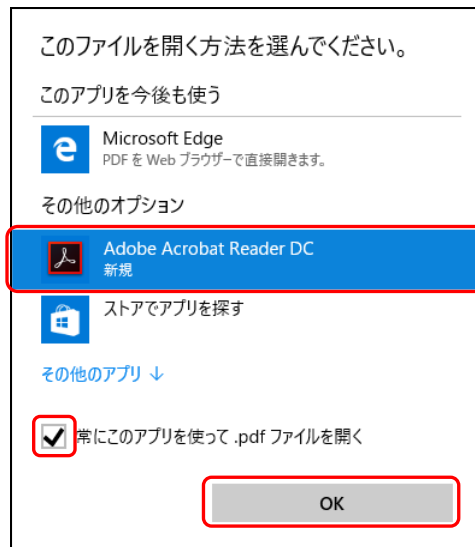 このファイルを開く方法を選んでください。
このアプリを今後も使う
Microsoft Edge
PDF を Web ブラウザーで直接開きます。
その他のオプション
Adobe Acrobat Reader DC
新規
ストアでアプリを探す
その他のアプリ ↓
常にこのアプリを使って .pdf ファイルを開く
OK